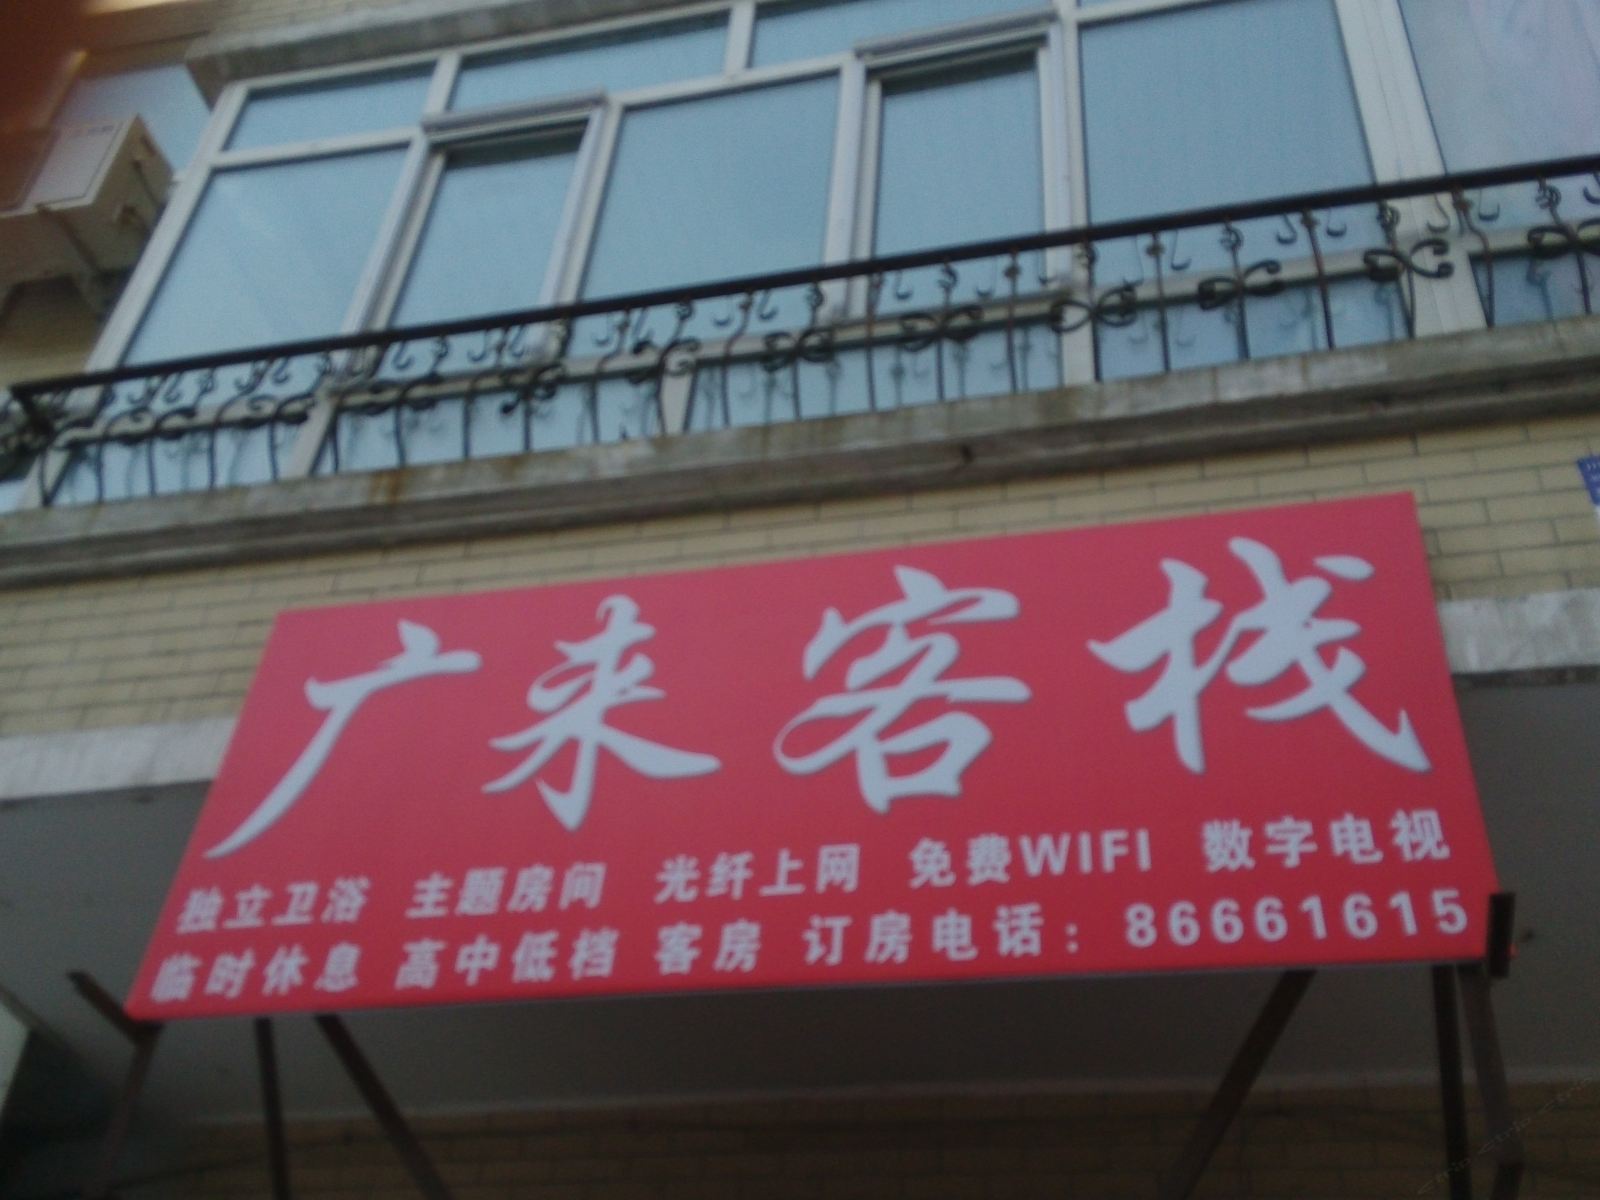 广来客栈
独立卫浴 主题房间 光纤上网 免费WIFI 数字电视
临时休息 高中低档 客房 订房电话：86661615